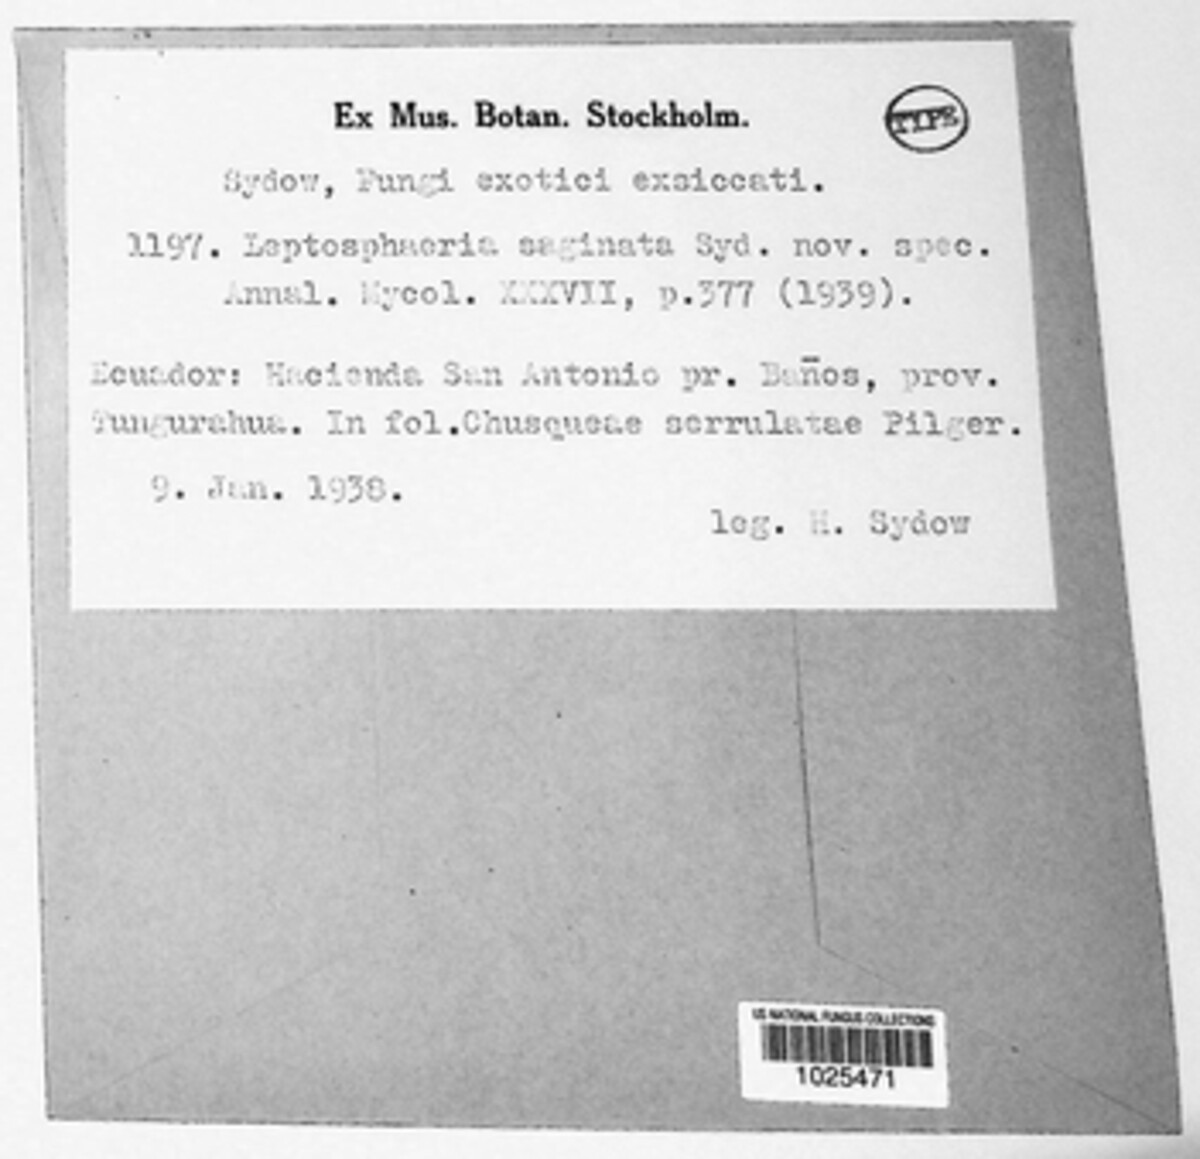 Ex Mus. Botan. Stockholm.
TYPE
Sydow, Fungi exotici exsiccati.
1197. Leptosphaeria saginata Syd. nov. spec.
Annal. Mycol. XXXVII, p.377 (1939).
Ecuador: Hacienda San Antonio pr. Baños, prov.
Tungurahua. In fol.Chusqueae serrulatae Pilger.
9. Jan. 1938.
leg. H. Sydow
US NATIONAL FUNGUS COLLECTIONS
1025471